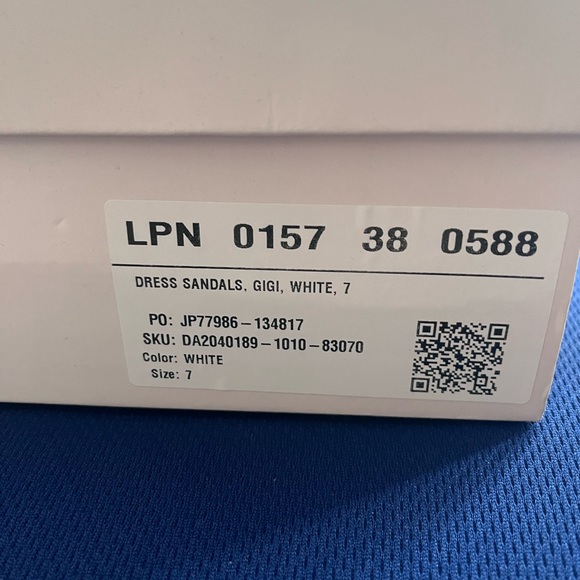 LPN 0157 38 0588
DRESS SANDALS, GIGI, WHITE, 7
PO: JP77986-134817
SKU: DA2040189-1010-83070
Color: WHITE
Size: 7